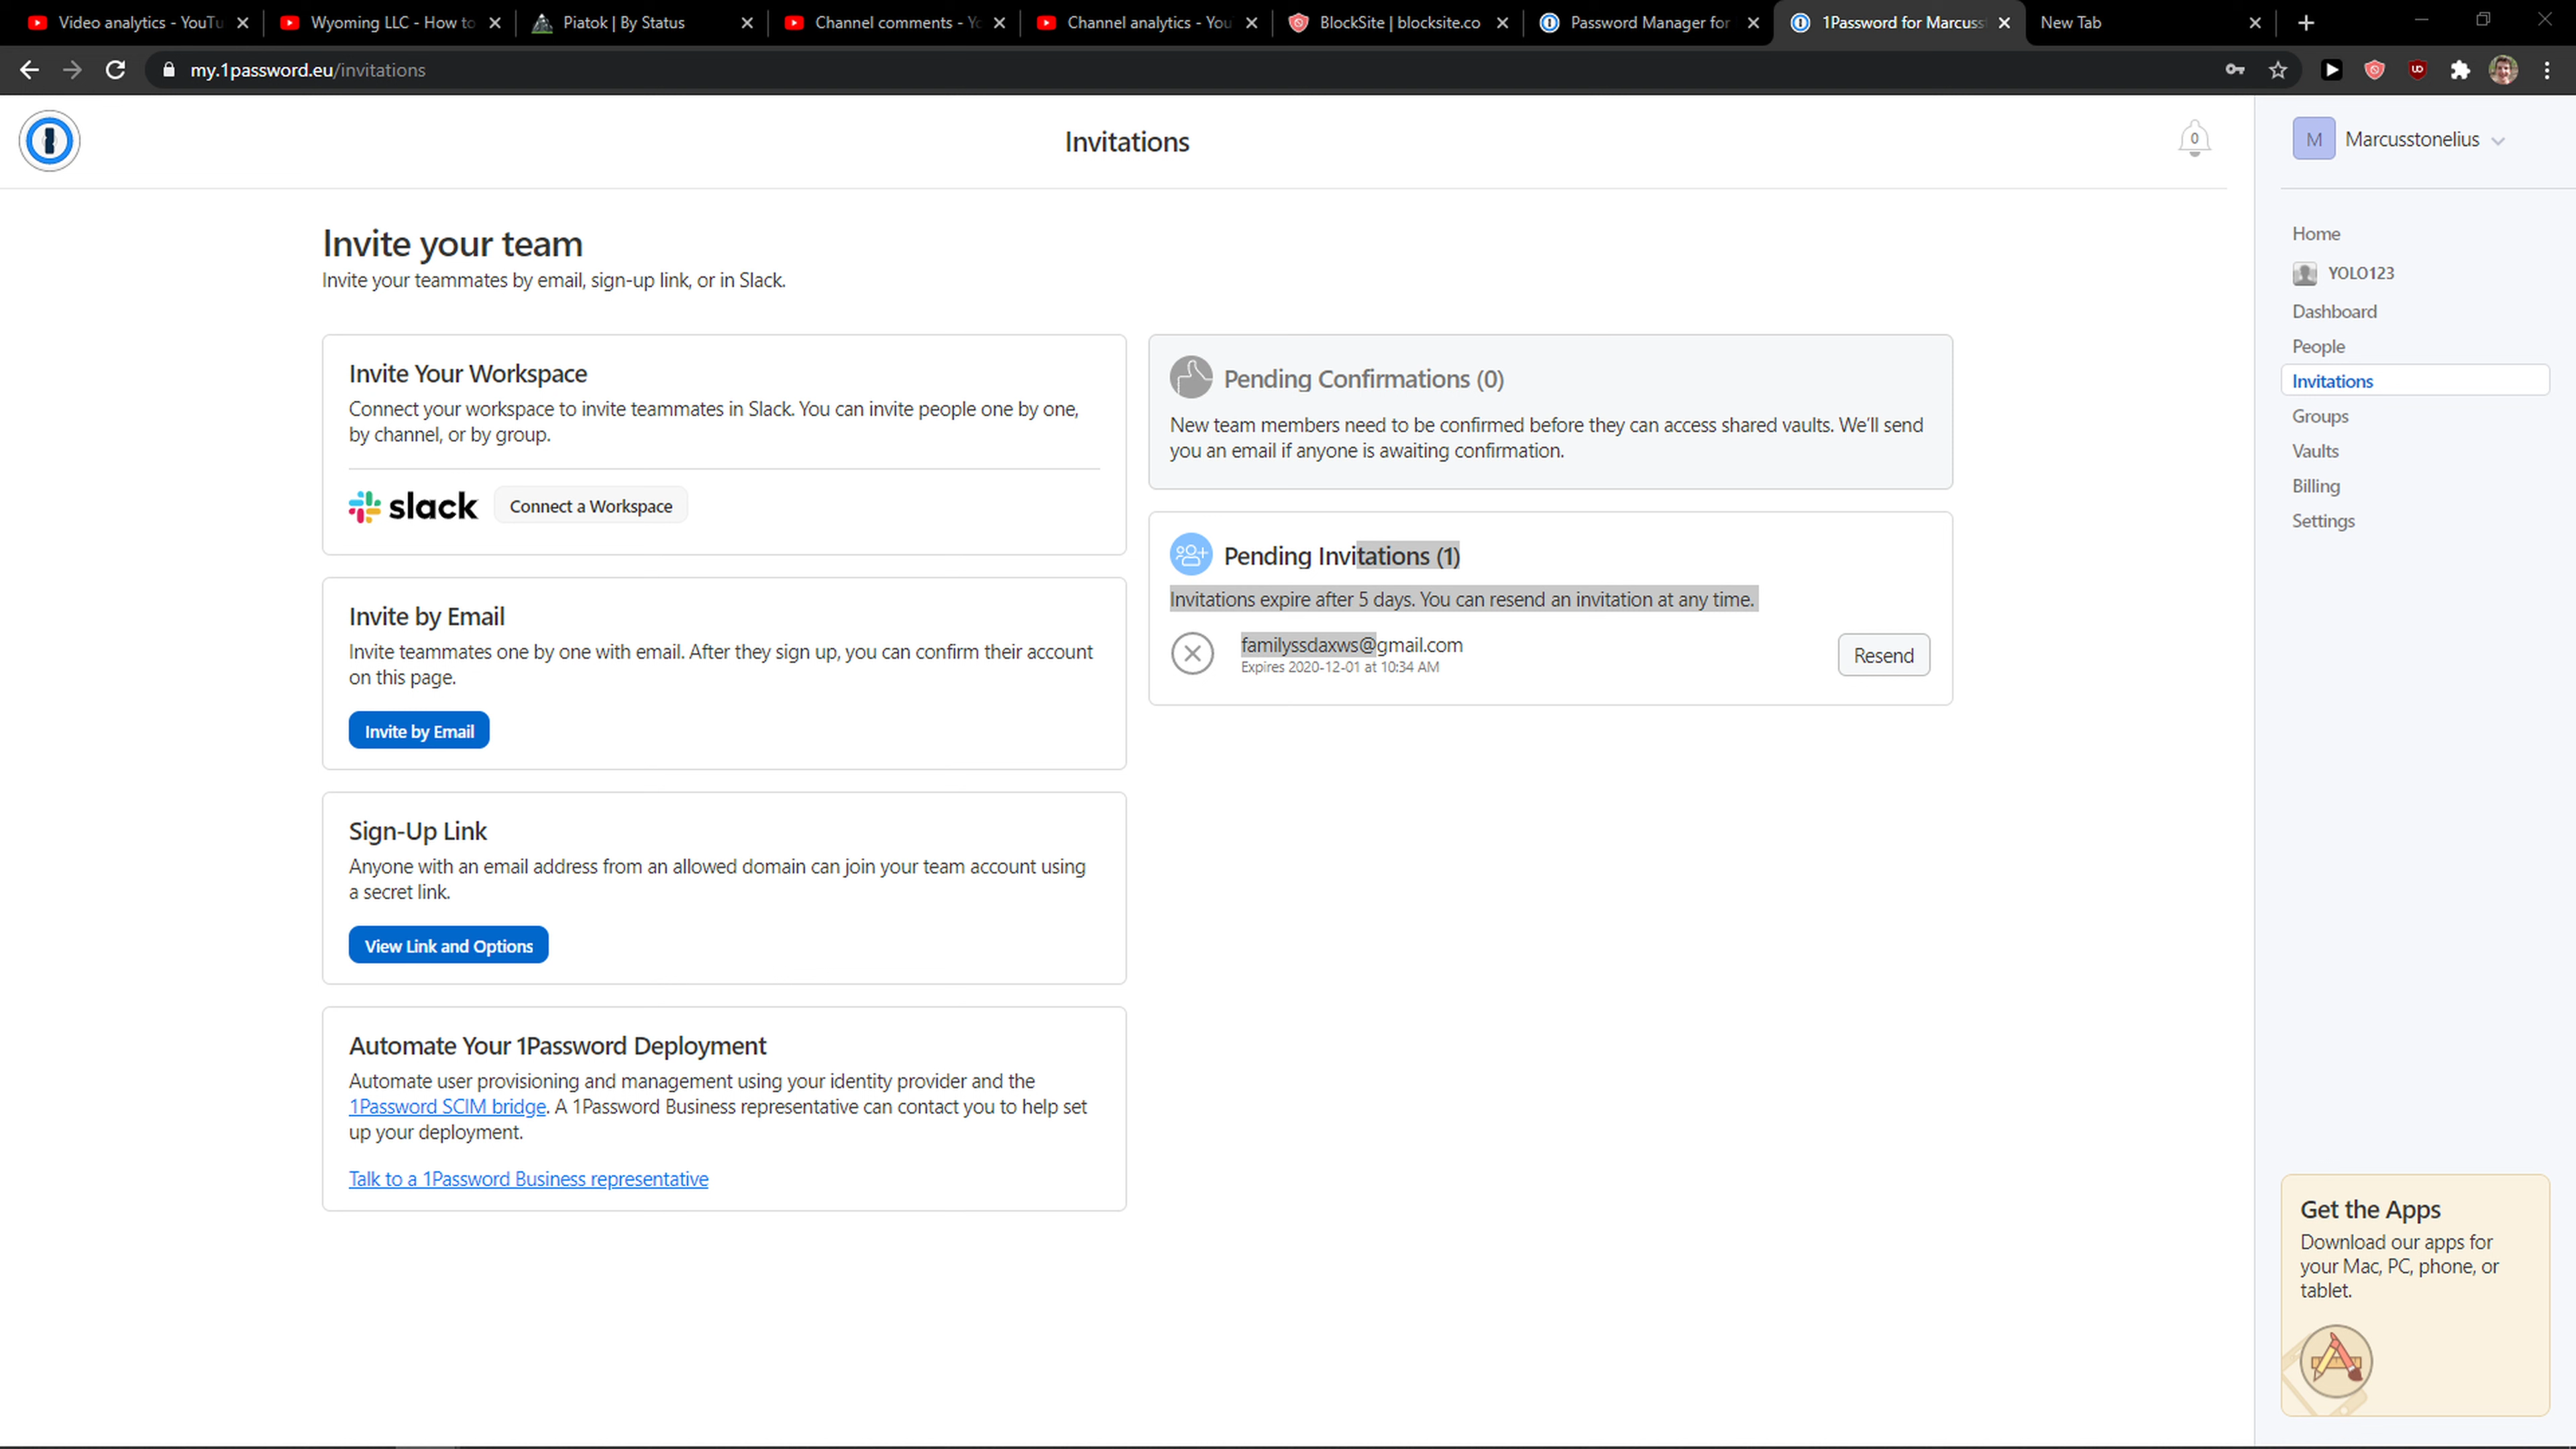 Video analytics - YouTu
Wyoming LLC - How to
Piatok | By Status
Channel comments - Yo
Channel analytics - You
BlockSite | blocksite.co
Password Manager for
1Password for Marcuss
New Tab
my.1password.eu/invitations
Invitations
0
M
Marcusstonelius
Invite your team
Invite your teammates by email, sign-up link, or in Slack.
Invite Your Workspace
Connect your workspace to invite teammates in Slack. You can invite people one by one,
by channel, or by group.
slack
Connect a Workspace
Invite by Email
Invite teammates one by one with email. After they sign up, you can confirm their account
on this page.
Invite by Email
Sign-Up Link
Anyone with an email address from an allowed domain can join your team account using
a secret link.
View Link and Options
Automate Your 1Password Deployment
Automate user provisioning and management using your identity provider and the
1Password SCIM bridge. A 1Password Business representative can contact you to help set
up your deployment.
Talk to a 1Password Business representative
Pending Confirmations (0)
New team members need to be confirmed before they can access shared vaults. We'll send
you an email if anyone is awaiting confirmation.
Pending Invitations (1)
Invitations expire after 5 days. You can resend an invitation at any time.
familyssdaxws@gmail.com
Expires 2020-12-01 at 10:34 AM
Resend
Home
YOLO123
Dashboard
People
Invitations
Groups
Vaults
Billing
Settings
Get the Apps
Download our apps for
your Mac, PC, phone, or
tablet.